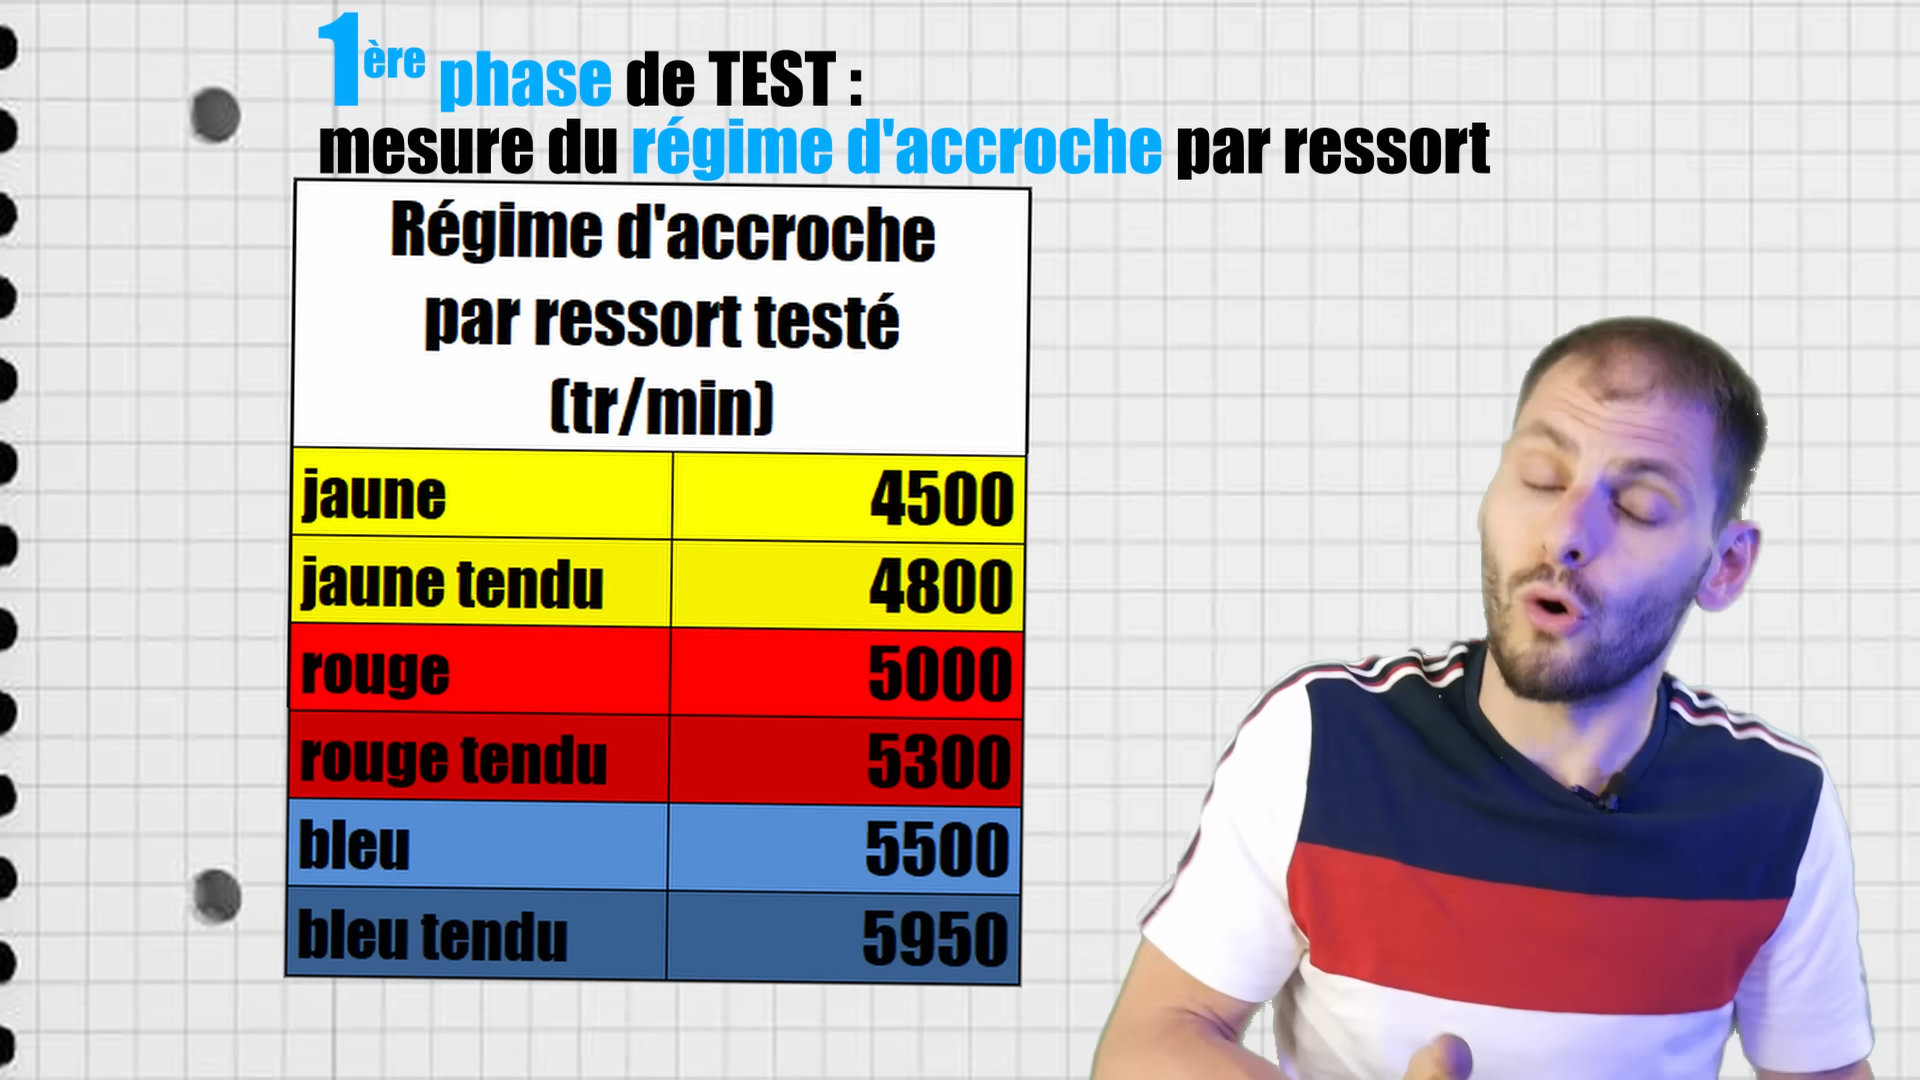 1ère phase de TEST :
mesure du régime d'accroche par ressort
Régime d'accroche
par ressort testé
(tr/min)
jaune 4500
jaune tendu 4800
rouge 5000
rouge tendu 5300
bleu 5500
bleu tendu 5950